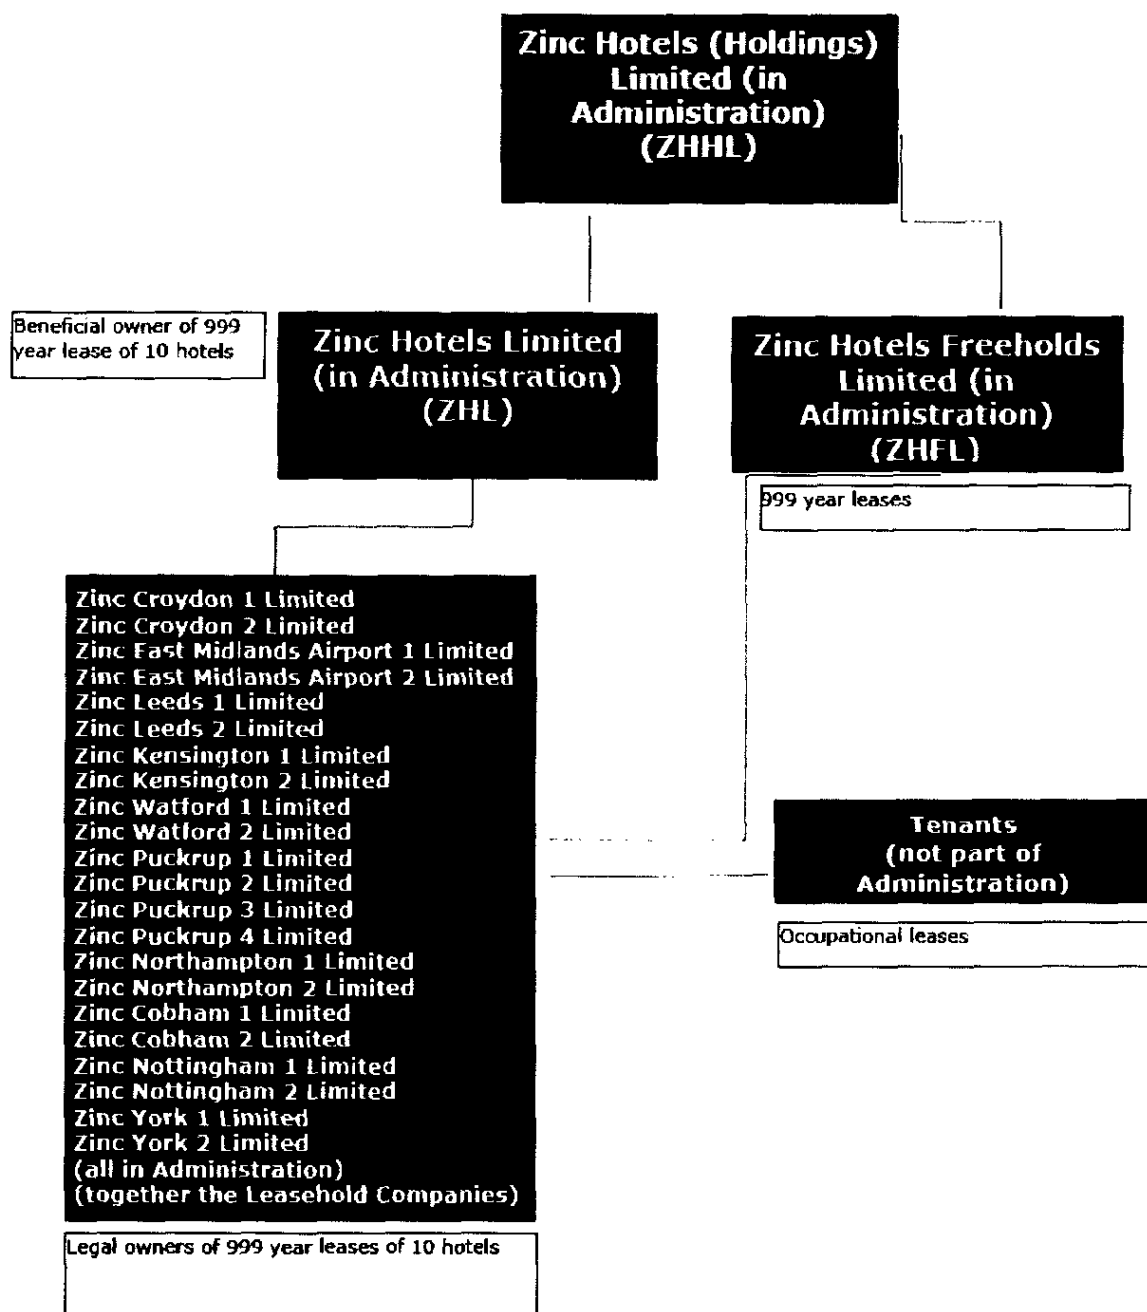 Zinc Hotels (Holdings)
Limited (in
Administration)
(ZHHL)
Beneficial owner of 999
year lease of 10 hotels
Zinc Hotels Limited
(in Administration)
(ZHL)
Zinc Hotels Freeholds
Limited (in
Administration)
(ZHFL)
999 year leases
Zinc Croydon 1 Limited
Zinc Croydon 2 Limited
Zinc East Midlands Airport 1 Limited
Zinc East Midlands Airport 2 Limited
Zinc Leeds 1 Limited
Zinc Leeds 2 Limited
Zinc Kensington 1 Limited
Zinc Kensington 2 Limited
Zinc Watford 1 Limited
Zinc Watford 2 Limited
Zinc Puckrup 1 Limited
Zinc Puckrup 2 Limited
Zinc Puckrup 3 Limited
Zinc Puckrup 4 Limited
Zinc Northampton 1 Limited
Zinc Northampton 2 Limited
Zinc Cobham 1 Limited
Zinc Cobham 2 Limited
Zinc Nottingham 1 Limited
Zinc Nottingham 2 Limited
Zinc York 1 Limited
Zinc York 2 Limited
(all in Administration)
(together the Leasehold Companies)
Tenants
(not part of
Administration)
Occupational leases
Legal owners of 999 year leases of 10 hotels